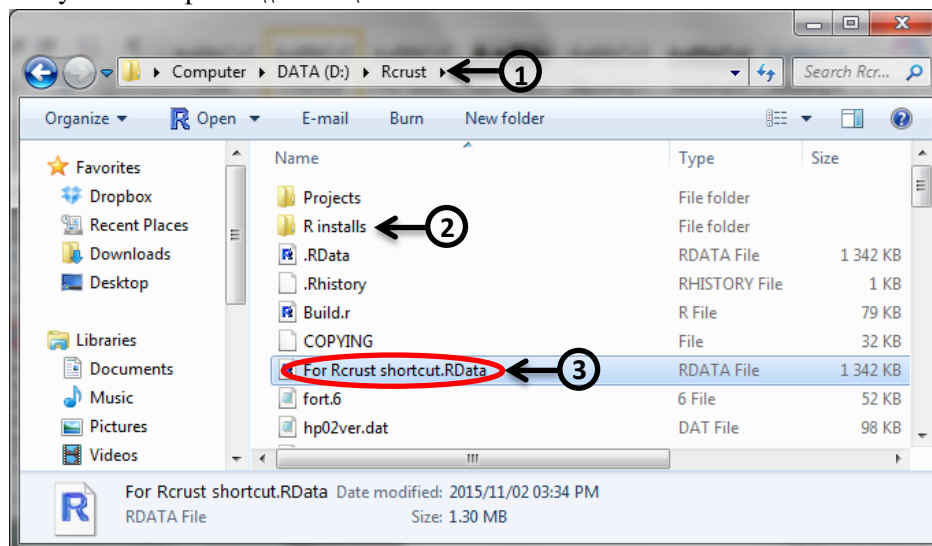 Computer ▸ DATA (D:) ▸ Rcrust ▸ 1 Search Rcr...
Organize Open E-mail Burn New folder
Favorites
Dropbox
Recent Places
Downloads
Desktop
Libraries
Documents
Music
Pictures
Videos
Name Type Size
Projects File folder
R installs 2 File folder
.RData RDATA File 1 342 KB
.Rhistory RHISTORY File 1 KB
Build.r R File 79 KB
COPYING File 32 KB
For Rcrust shortcut.RData 3 RDATA File 1 342 KB
fort.6 6 File 52 KB
hp02ver.dat DAT File 98 KB
For Rcrust shortcut.RData Date modified: 2015/11/02 03:34 PM
RDATA File Size: 1.30 MB